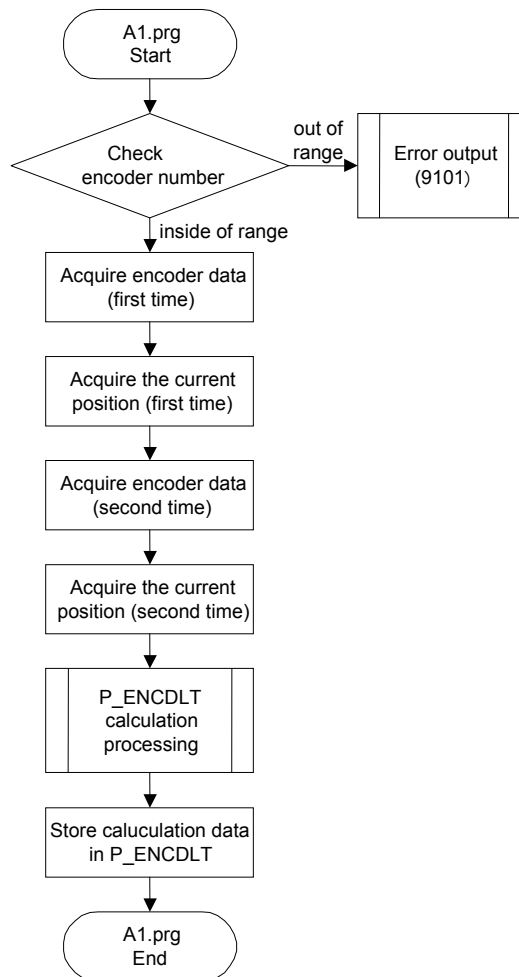 A1.prg
Start
Check
encoder number
out of
range
Error output
(9101)
inside of range
Acquire encoder data
(first time)
Acquire the current
position (first time)
Acquire encoder data
(second time)
Acquire the current
position (second time)
P_ENCDLT
calculation
processing
Store caluculation data
in P_ENCDLT
A1.prg
End